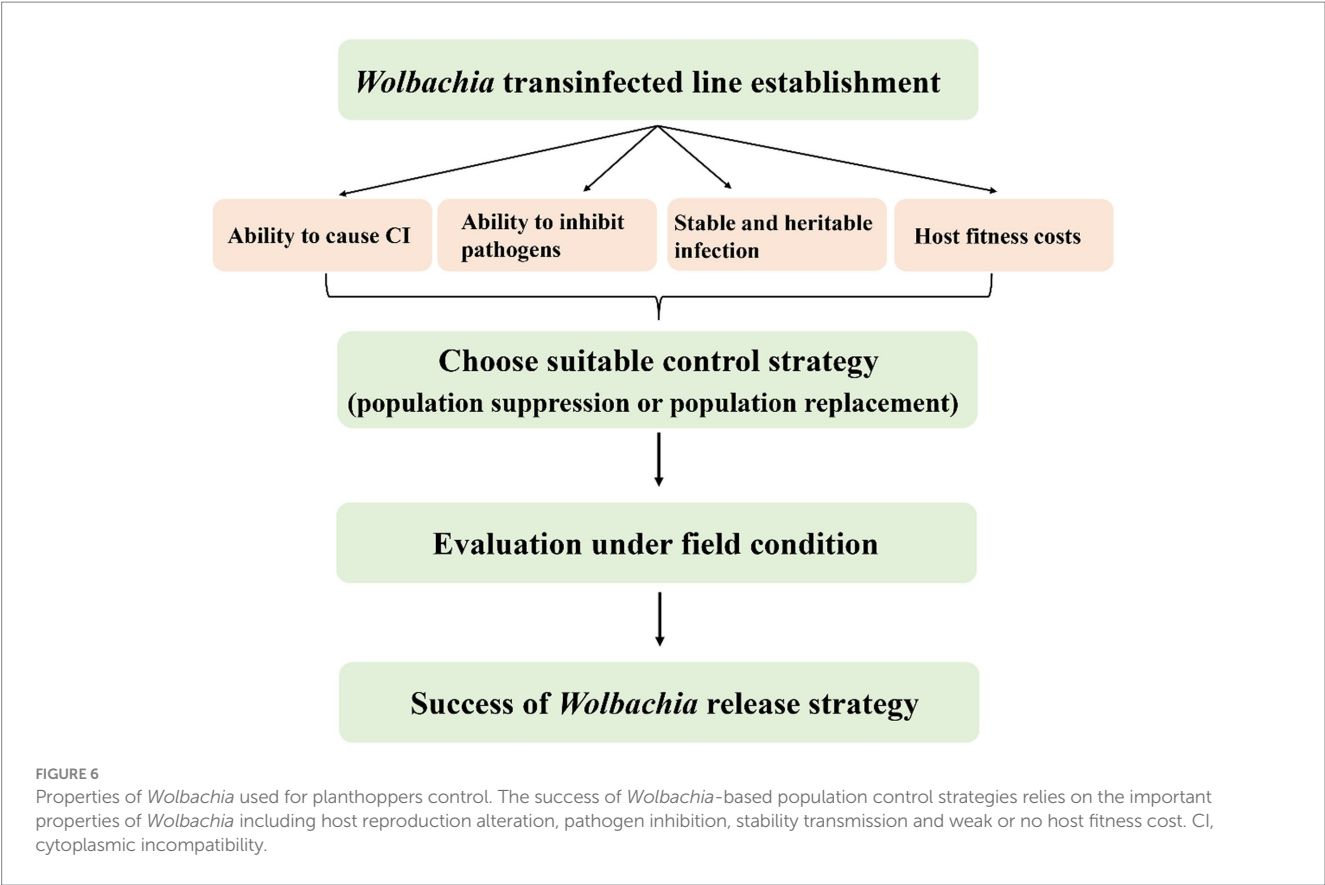 Wolbachia transinfected line establishment
Ability to cause CI
Ability to inhibit
pathogens
Stable and heritable
infection
Host fitness costs
Choose suitable control strategy
(population suppression or population replacement)
Evaluation under field condition
Success of Wolbachia release strategy
FIGURE 6
Properties of Wolbachia used for planthoppers control. The success of Wolbachia-based population control strategies relies on the important
properties of Wolbachia including host reproduction alteration, pathogen inhibition, stability transmission and weak or no host fitness cost. CI,
cytoplasmic incompatibility.